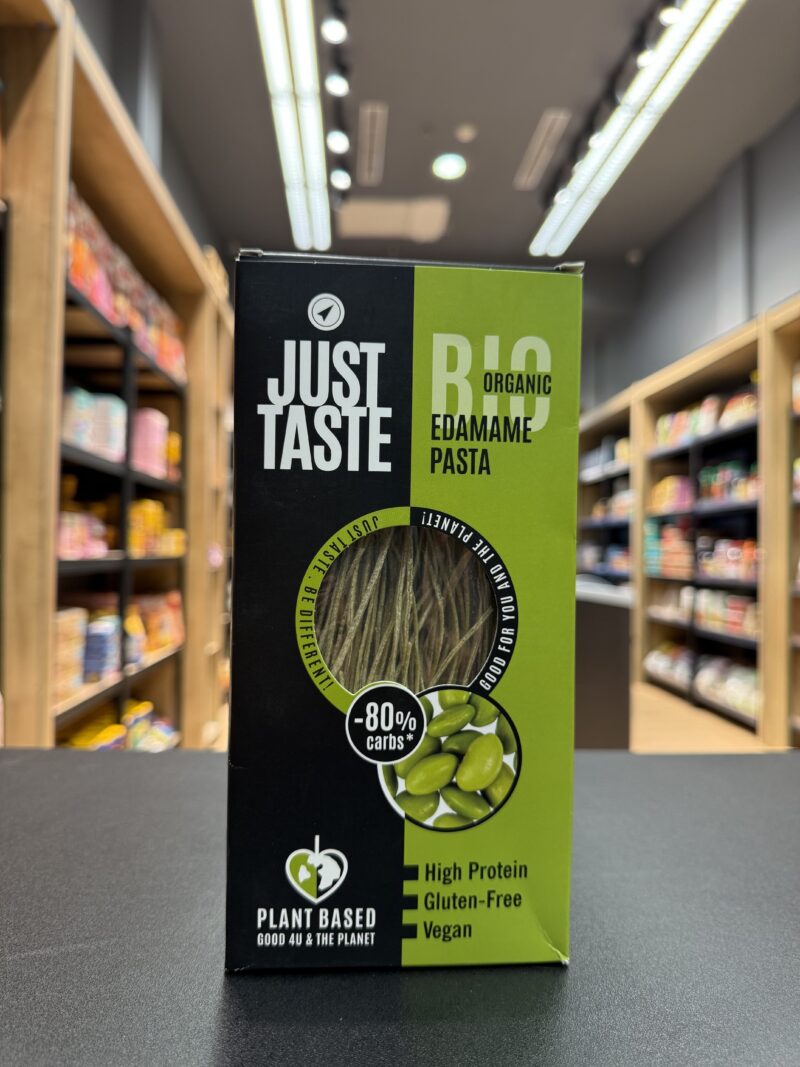 JUST
TASTE
BIO
ORGANIC
EDAMAME
PASTA
JUST TASTE . BE DIFFERENT!
GOOD FOR YOU AND THE PLANET!
-80%
carbs*
High Protein
Gluten-Free
Vegan
PLANT BASED
GOOD 4U & THE PLANET